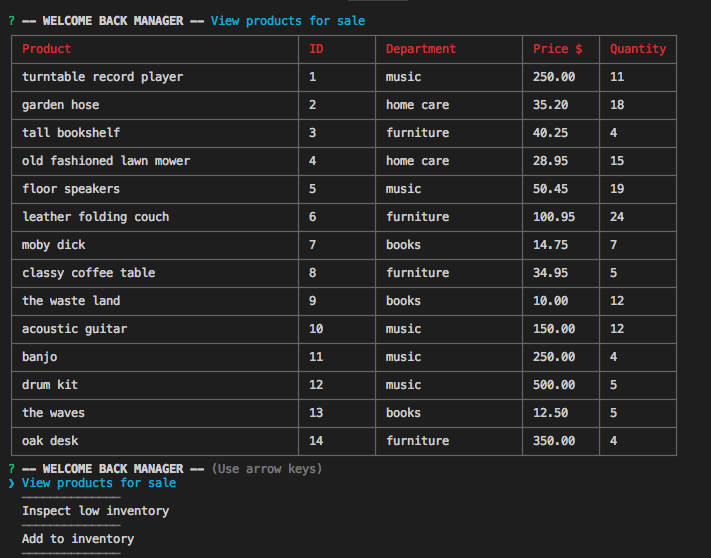 ? —— WELCOME BACK MANAGER —— View products for sale
Product ID Department Price $ Quantity
turntable record player 1 music 250.00 11
garden hose 2 home care 35.20 18
tall bookshelf 3 furniture 40.25 4
old fashioned lawn mower 4 home care 28.95 15
floor speakers 5 music 50.45 19
leather folding couch 6 furniture 100.95 24
moby dick 7 books 14.75 7
classy coffee table 8 furniture 34.95 5
the waste land 9 books 10.00 12
acoustic guitar 10 music 150.00 12
banjo 11 music 250.00 4
drum kit 12 music 500.00 5
the waves 13 books 12.50 5
oak desk 14 furniture 350.00 4
? —— WELCOME BACK MANAGER —— (Use arrow keys)
❯ View products for sale
Inspect low inventory
Add to inventory